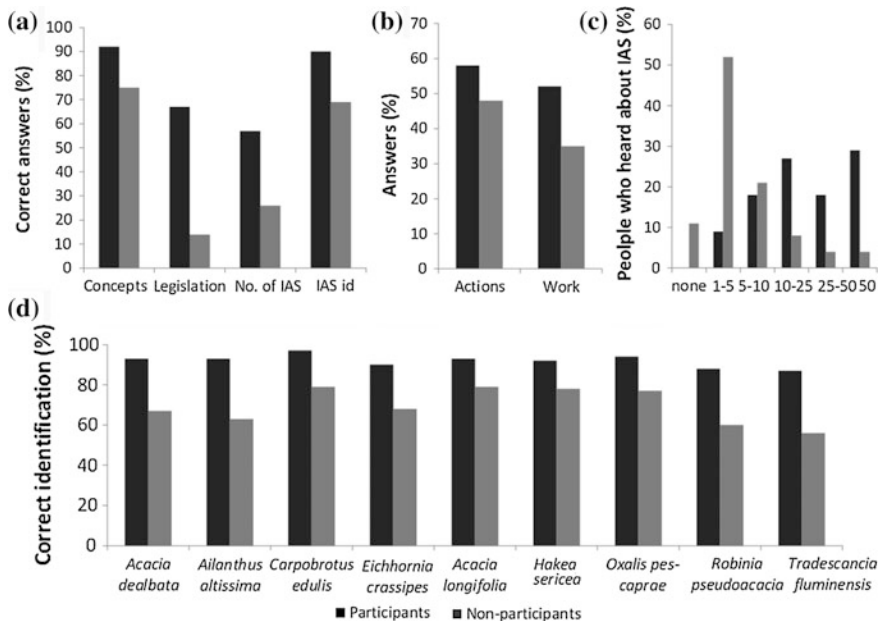 (a)
Correct answers (%)
100
90
80
70
60
50
40
30
20
10
0
Concepts Legislation No. of IAS IAS id
(b)
Answers (%)
70
60
50
40
30
20
10
0
Actions Work
(c)
Peolple who heard about IAS (%)
60
50
40
30
20
10
0
none 1-5 5-10 10-25 25-50 50
(d)
Correct identification (%)
100
80
60
40
20
0
Acacia dealbata
Ailanthus altissima
Carpobrotus edulis
Eichhornia crassipes
Acacia longifolia
Hakea sericea
Oxalis pes-caprae
Robinia pseudoacacia
Tradescancia fluminensis
Participants Non-participants